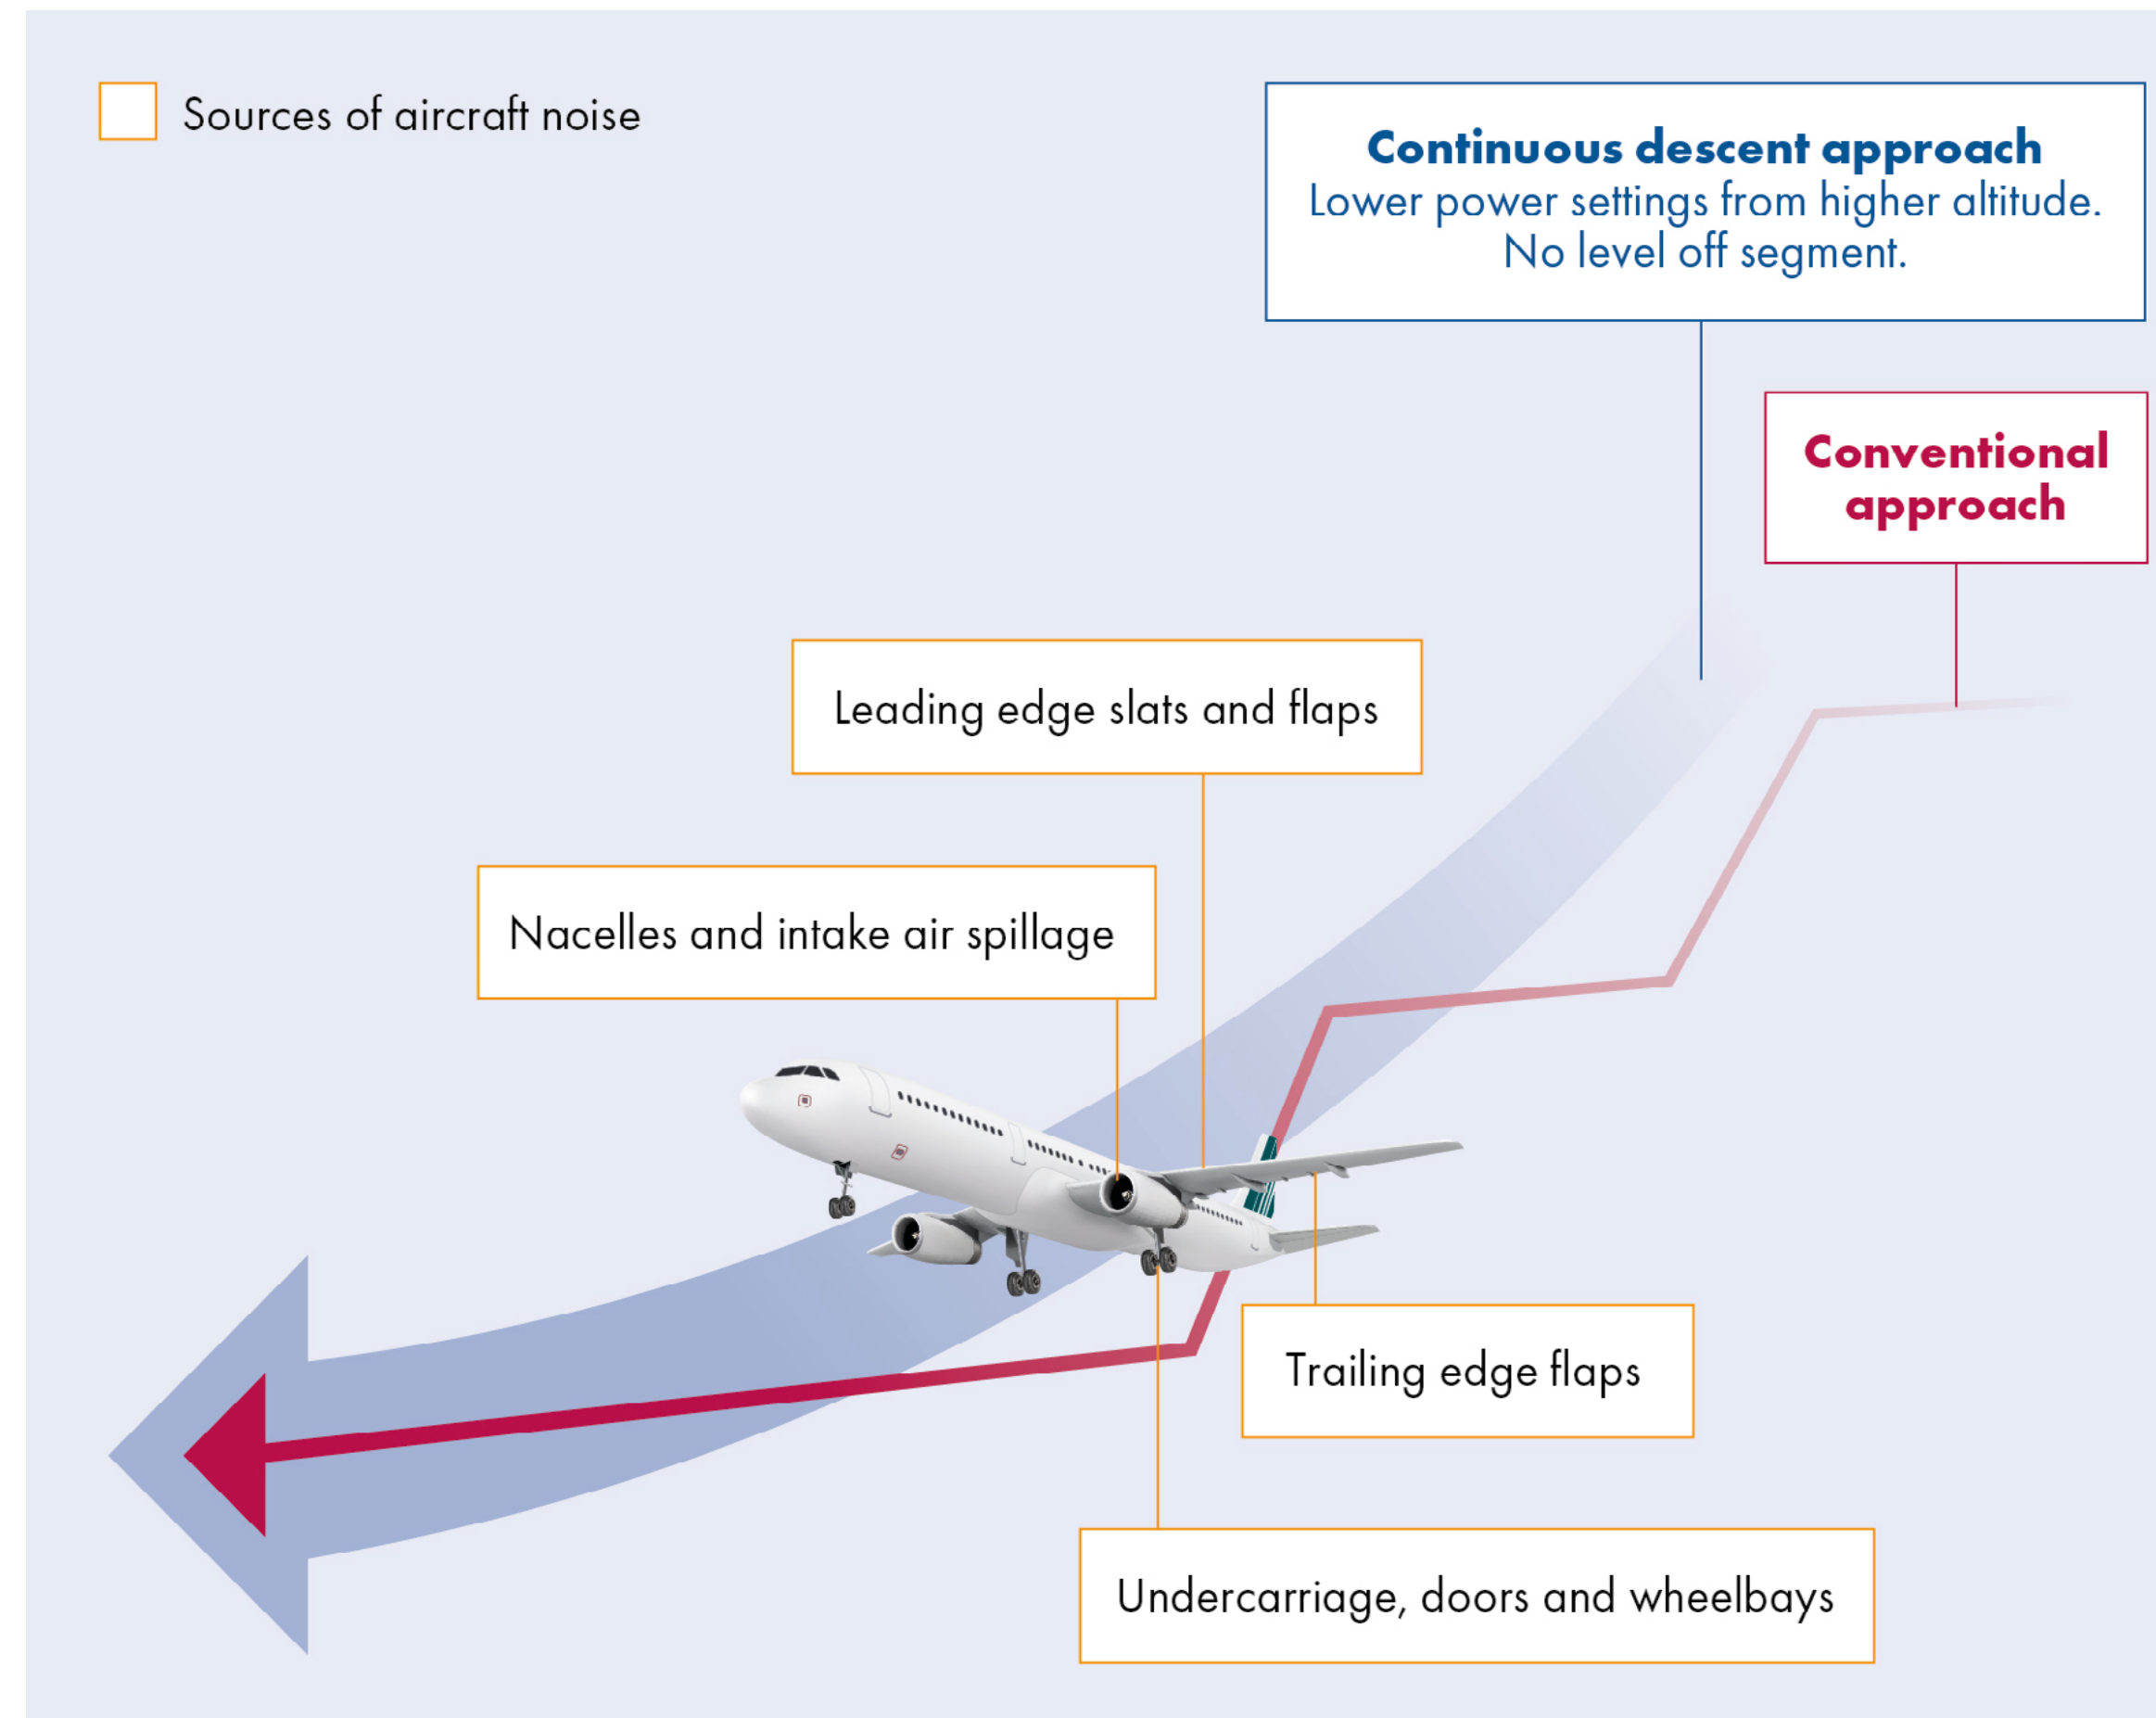 Sources of aircraft noise
Continuous descent approach
Lower power settings from higher altitude.
No level off segment.
Conventional
approach
Leading edge slats and flaps
Nacelles and intake air spillage
Trailing edge flaps
Undercarriage, doors and wheelbays